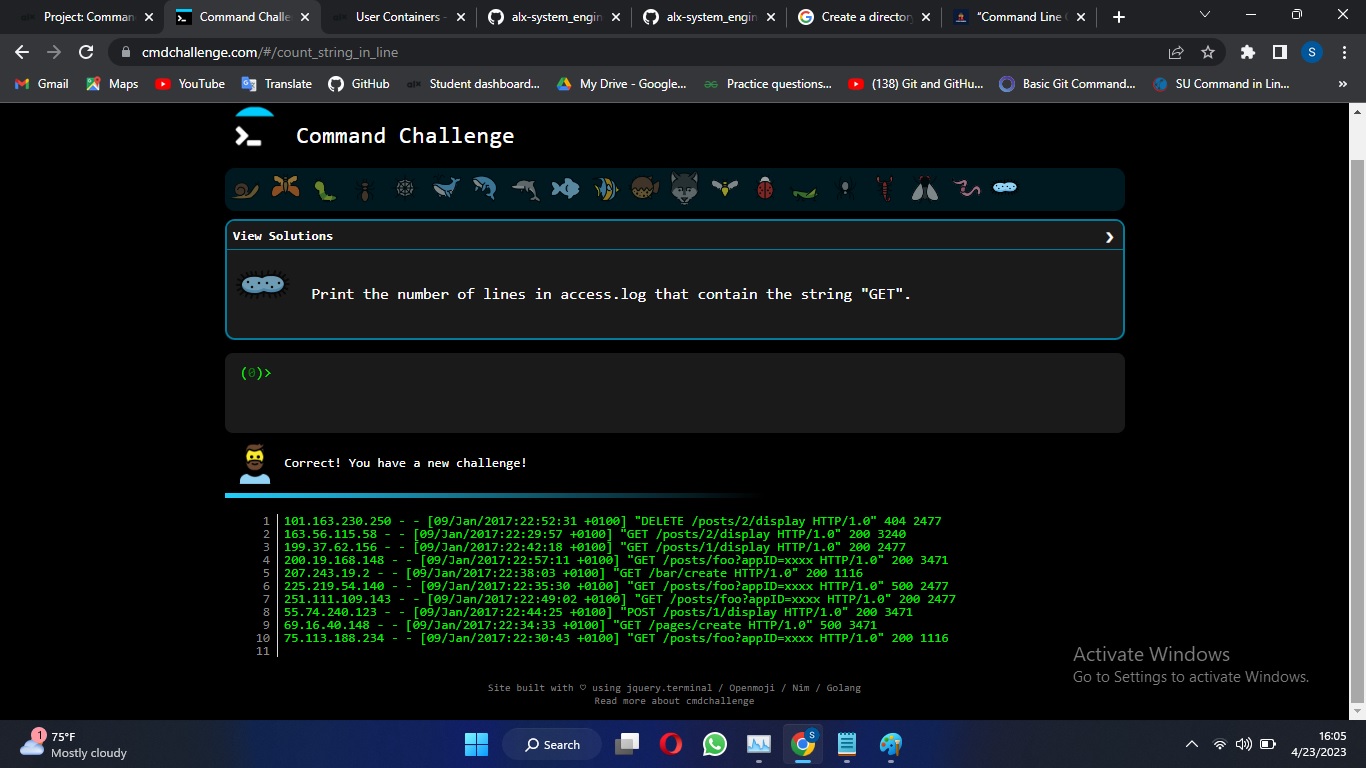 Project: Comman
Command Challe
User Containers -
alx-system_engin
alx-system_engin
Create a director
"Command Line
cmdchallenge.com/#/count_string_in_line
S
Gmail
Maps
YouTube
Translate
GitHub
Student dashboard...
My Drive - Google...
Practice questions...
(138) Git and GitHu...
Basic Git Command...
SU Command in Lin...
»
Command Challenge
View Solutions
Print the number of lines in access.log that contain the string "GET".
(0)>
Correct! You have a new challenge!
1 101.163.230.250 - - [09/Jan/2017:22:52:31 +0100] "DELETE /posts/2/display HTTP/1.0" 404 2477
2 163.56.115.58 - - [09/Jan/2017:22:29:57 +0100] "GET /posts/2/display HTTP/1.0" 200 3240
3 199.37.62.156 - - [09/Jan/2017:22:42:18 +0100] "GET /posts/1/display HTTP/1.0" 200 2477
4 200.19.168.148 - - [09/Jan/2017:22:57:11 +0100] "GET /posts/foo?appID=xxxx HTTP/1.0" 200 3471
5 207.243.19.2 - - [09/Jan/2017:22:38:03 +0100] "GET /bar/create HTTP/1.0" 200 1116
6 225.219.54.140 - - [09/Jan/2017:22:35:30 +0100] "GET /posts/foo?appID=xxxx HTTP/1.0" 500 2477
7 251.111.109.143 - - [09/Jan/2017:22:49:02 +0100] "GET /posts/foo?appID=xxxx HTTP/1.0" 200 2477
8 55.74.240.123 - - [09/Jan/2017:22:44:25 +0100] "POST /posts/1/display HTTP/1.0" 200 3471
9 69.16.40.148 - - [09/Jan/2017:22:34:33 +0100] "GET /pages/create HTTP/1.0" 500 3471
10 75.113.188.234 - - [09/Jan/2017:22:30:43 +0100] "GET /posts/foo?appID=xxxx HTTP/1.0" 200 1116
11
Activate Windows
Go to Settings to activate Windows.
Site built with ♡ using jquery.terminal / Openmoji / Nim / Golang
Read more about cmdchallenge
1
75°F
Mostly cloudy
Search
S
16:05
4/23/2023